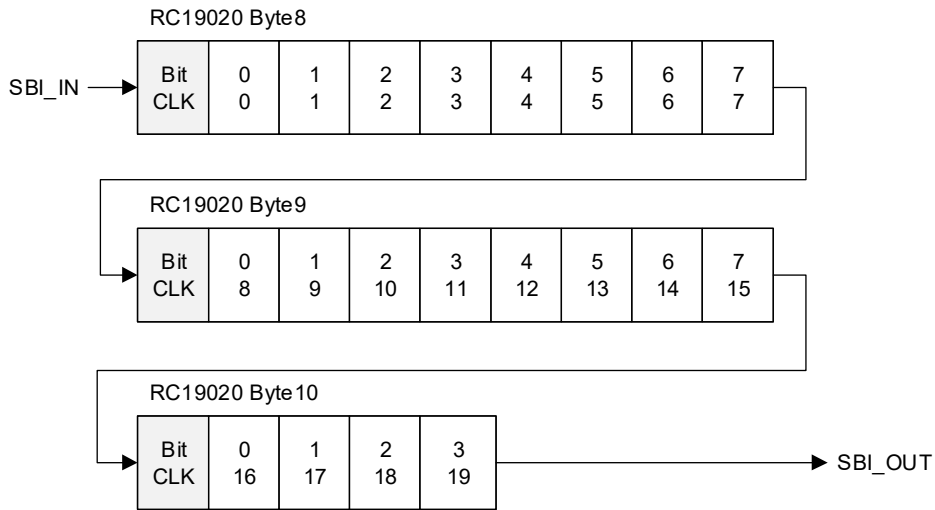 RC19020 Byte8
SBI_IN
Bit 0 1 2 3 4 5 6 7
CLK 0 1 2 3 4 5 6 7
RC19020 Byte9
Bit 0 1 2 3 4 5 6 7
CLK 8 9 10 11 12 13 14 15
RC19020 Byte10
Bit 0 1 2 3
CLK 16 17 18 19
SBI_OUT